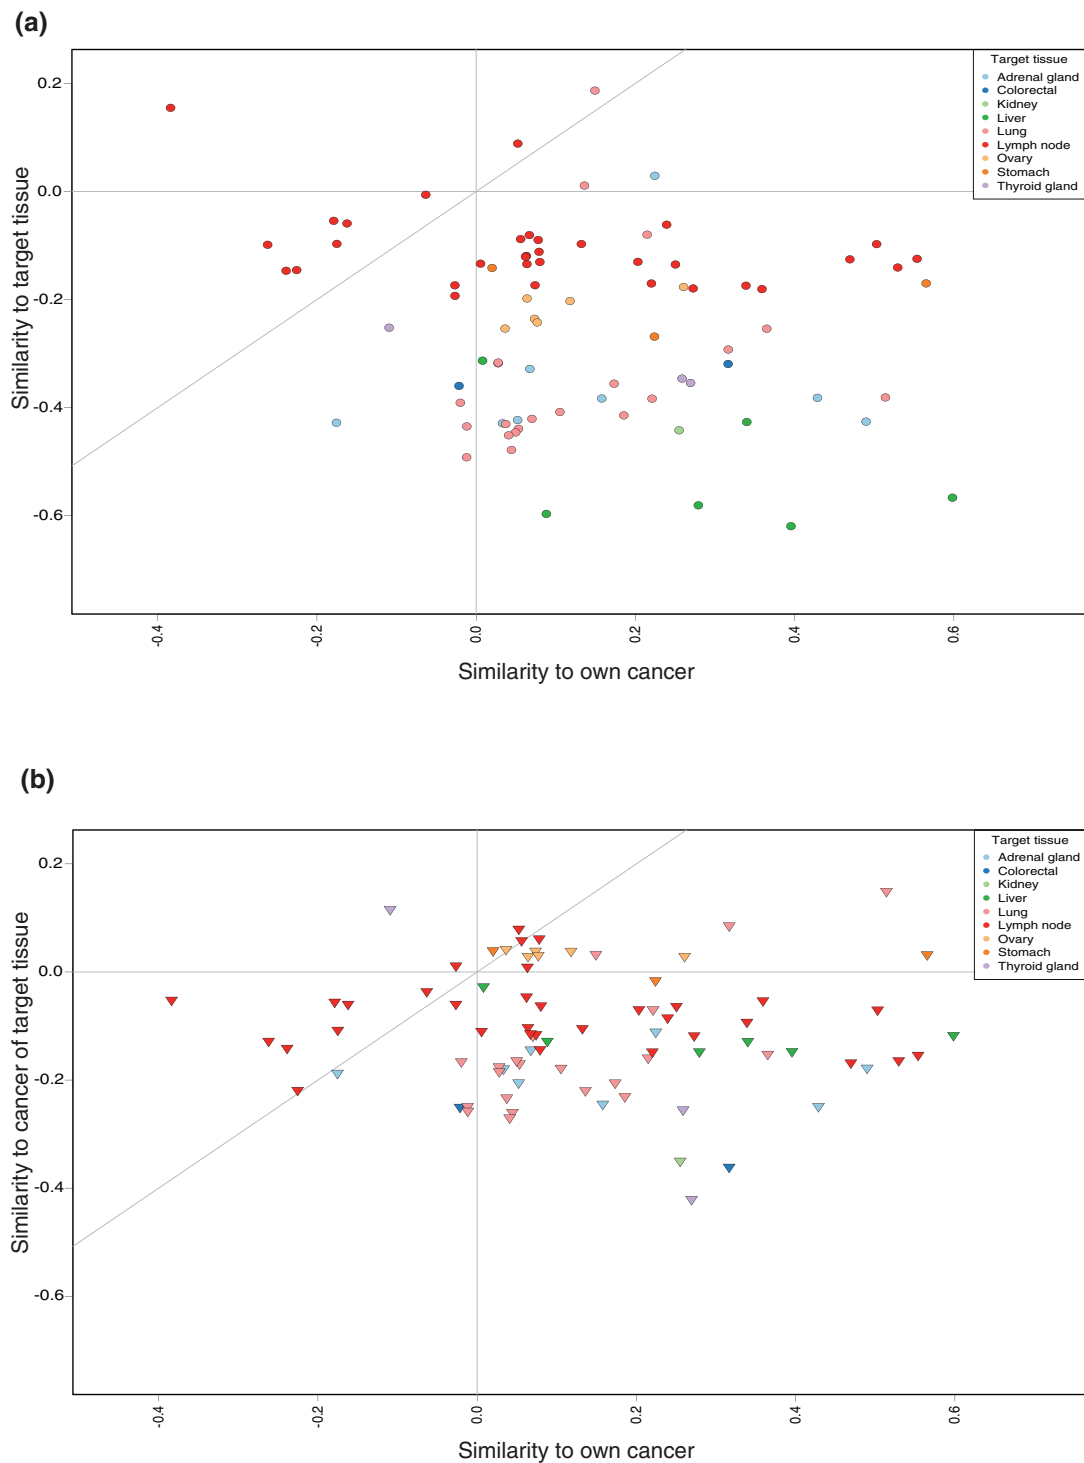 (a)
Similarity to target tissue
0.2
0.0
-0.2
-0.4
-0.6
-0.4
-0.2
0.0
0.2
0.4
0.6
Similarity to own cancer
Target tissue
Adrenal gland
Colorectal
Kidney
Liver
Lung
Lymph node
Ovary
Stomach
Thyroid gland
(b)
Similarity to cancer of target tissue
0.2
0.0
-0.2
-0.4
-0.6
-0.4
-0.2
0.0
0.2
0.4
0.6
Similarity to own cancer
Target tissue
Adrenal gland
Colorectal
Kidney
Liver
Lung
Lymph node
Ovary
Stomach
Thyroid gland